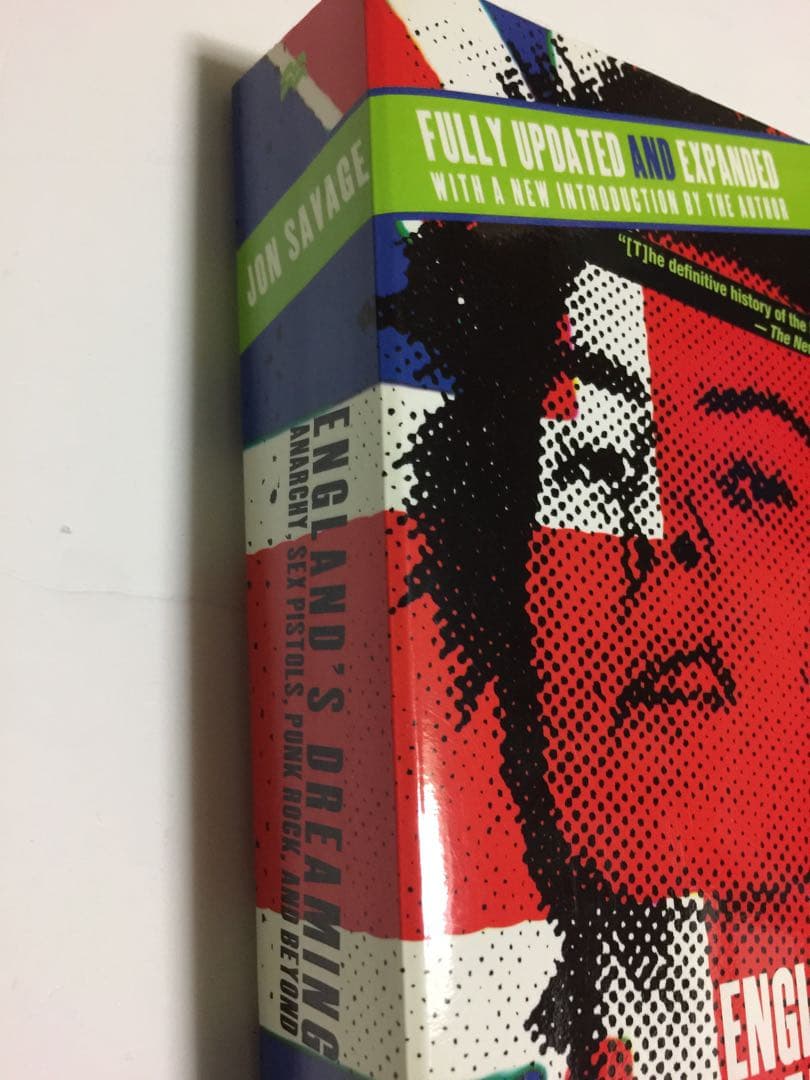 JON SAVAGE
ENGLAND'S DREAMING
ANARCHY, SEX PISTOLS, PUNK ROCK, AND BEYOND
FULLY UPDATED AND EXPANDED
WITH A NEW INTRODUCTION BY THE AUTHOR
"[T]he definitive history of the
— The New
ENGL